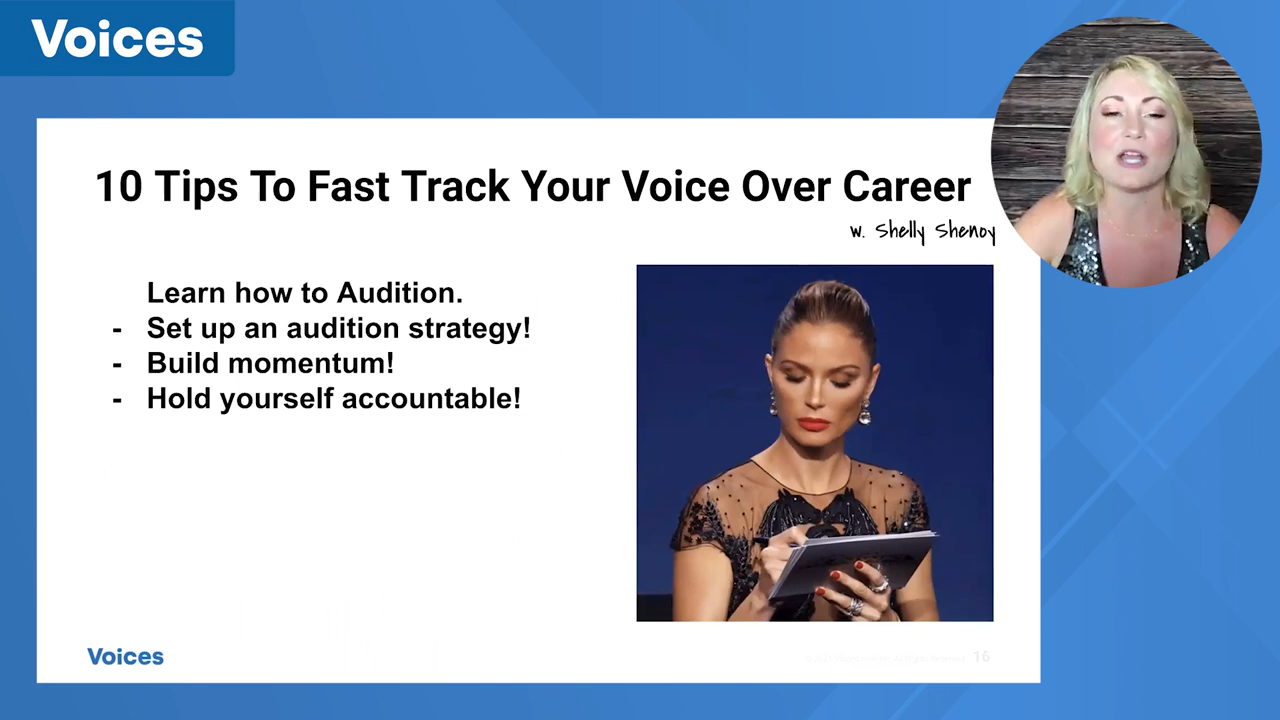 Voices
10 Tips To Fast Track Your Voice Over Career
w. Shelly Shenoy
Learn how to Audition.
- Set up an audition strategy!
- Build momentum!
- Hold yourself accountable!
Voices
16